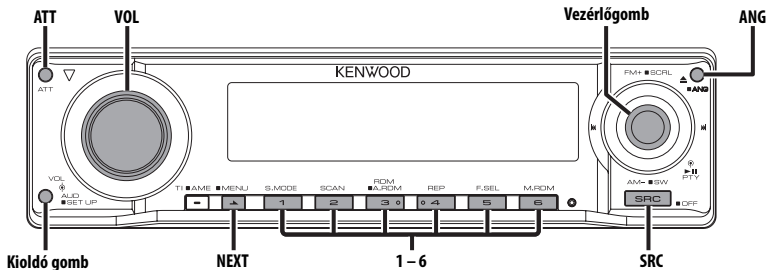 ATT VOL Vezérlőgomb ANG
KENWOOD
ATT
FM+ ■SCRL
■ANG
VOL
AUD
■SET UP
TI ■AME ■MENU S.MODE SCAN RDM
■A.RDM REP F.SEL M.RDM
1 2 3 4 5 6
PTY
AM– ■SW
SRC
■OFF
Kioldó gomb NEXT 1 – 6 SRC